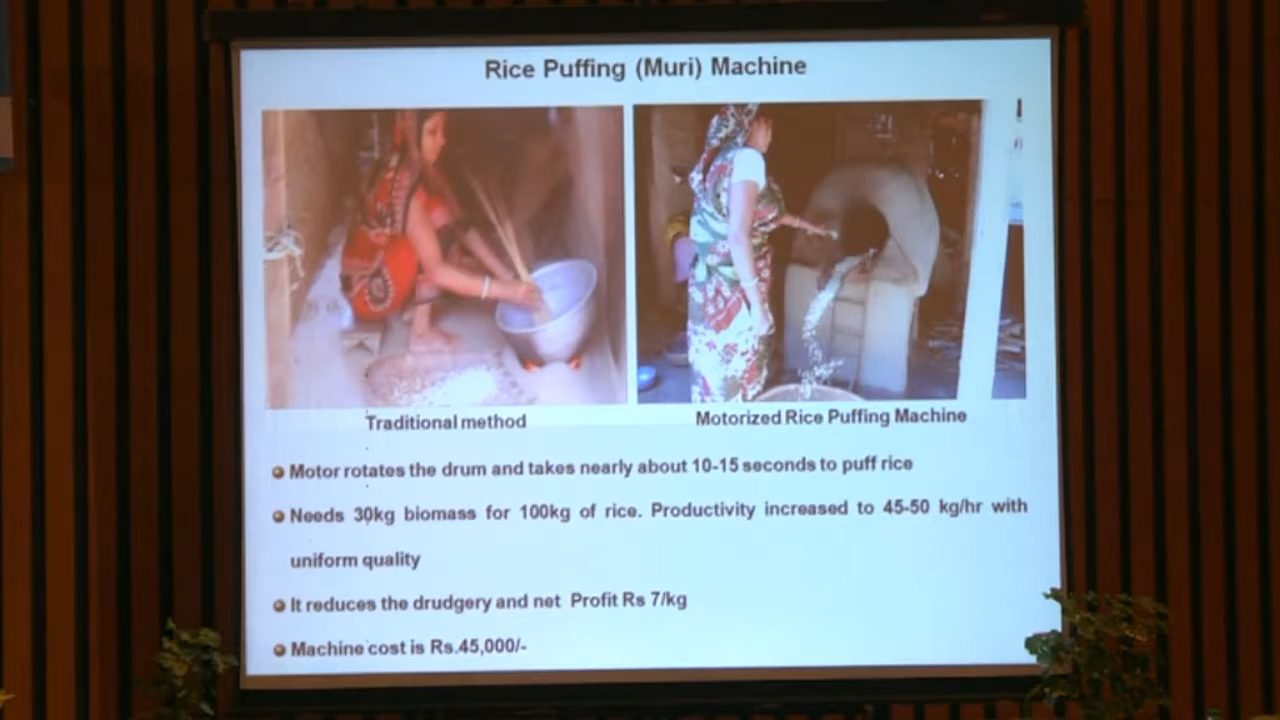 Rice Puffing (Muri) Machine
Traditional method
Motorized Rice Puffing Machine
Motor rotates the drum and takes nearly about 10-15 seconds to puff rice
Needs 30kg biomass for 100kg of rice. Productivity increased to 45-50 kg/hr with
uniform quality
It reduces the drudgery and net Profit Rs 7/kg
Machine cost is Rs.45,000/-